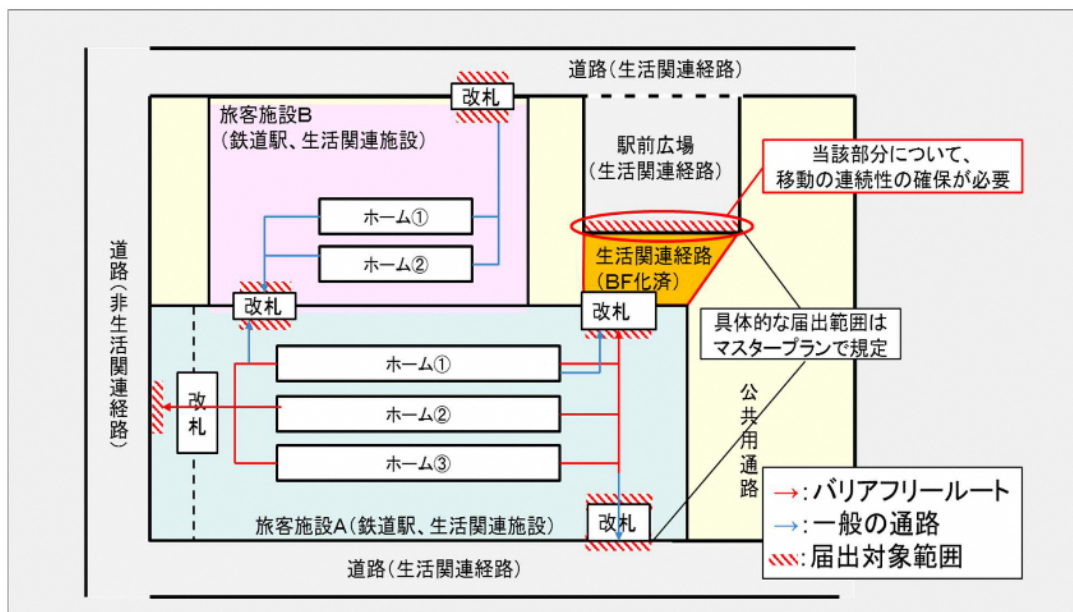 道路(生活関連経路)
改札
旅客施設B
(鉄道駅、生活関連施設)
駅前広場
(生活関連経路)
当該部分について、
移動の連続性の確保が必要
ホーム①
ホーム②
生活関連経路
(BF化済)
道路(非生活関連経路)
改札
改札
具体的な届出範囲は
マスタープランで規定
ホーム①
改札
ホーム②
ホーム③
公共用通路
旅客施設A(鉄道駅、生活関連施設)
改札
道路(生活関連経路)
→:バリアフリールート
→:一般の通路
:届出対象範囲